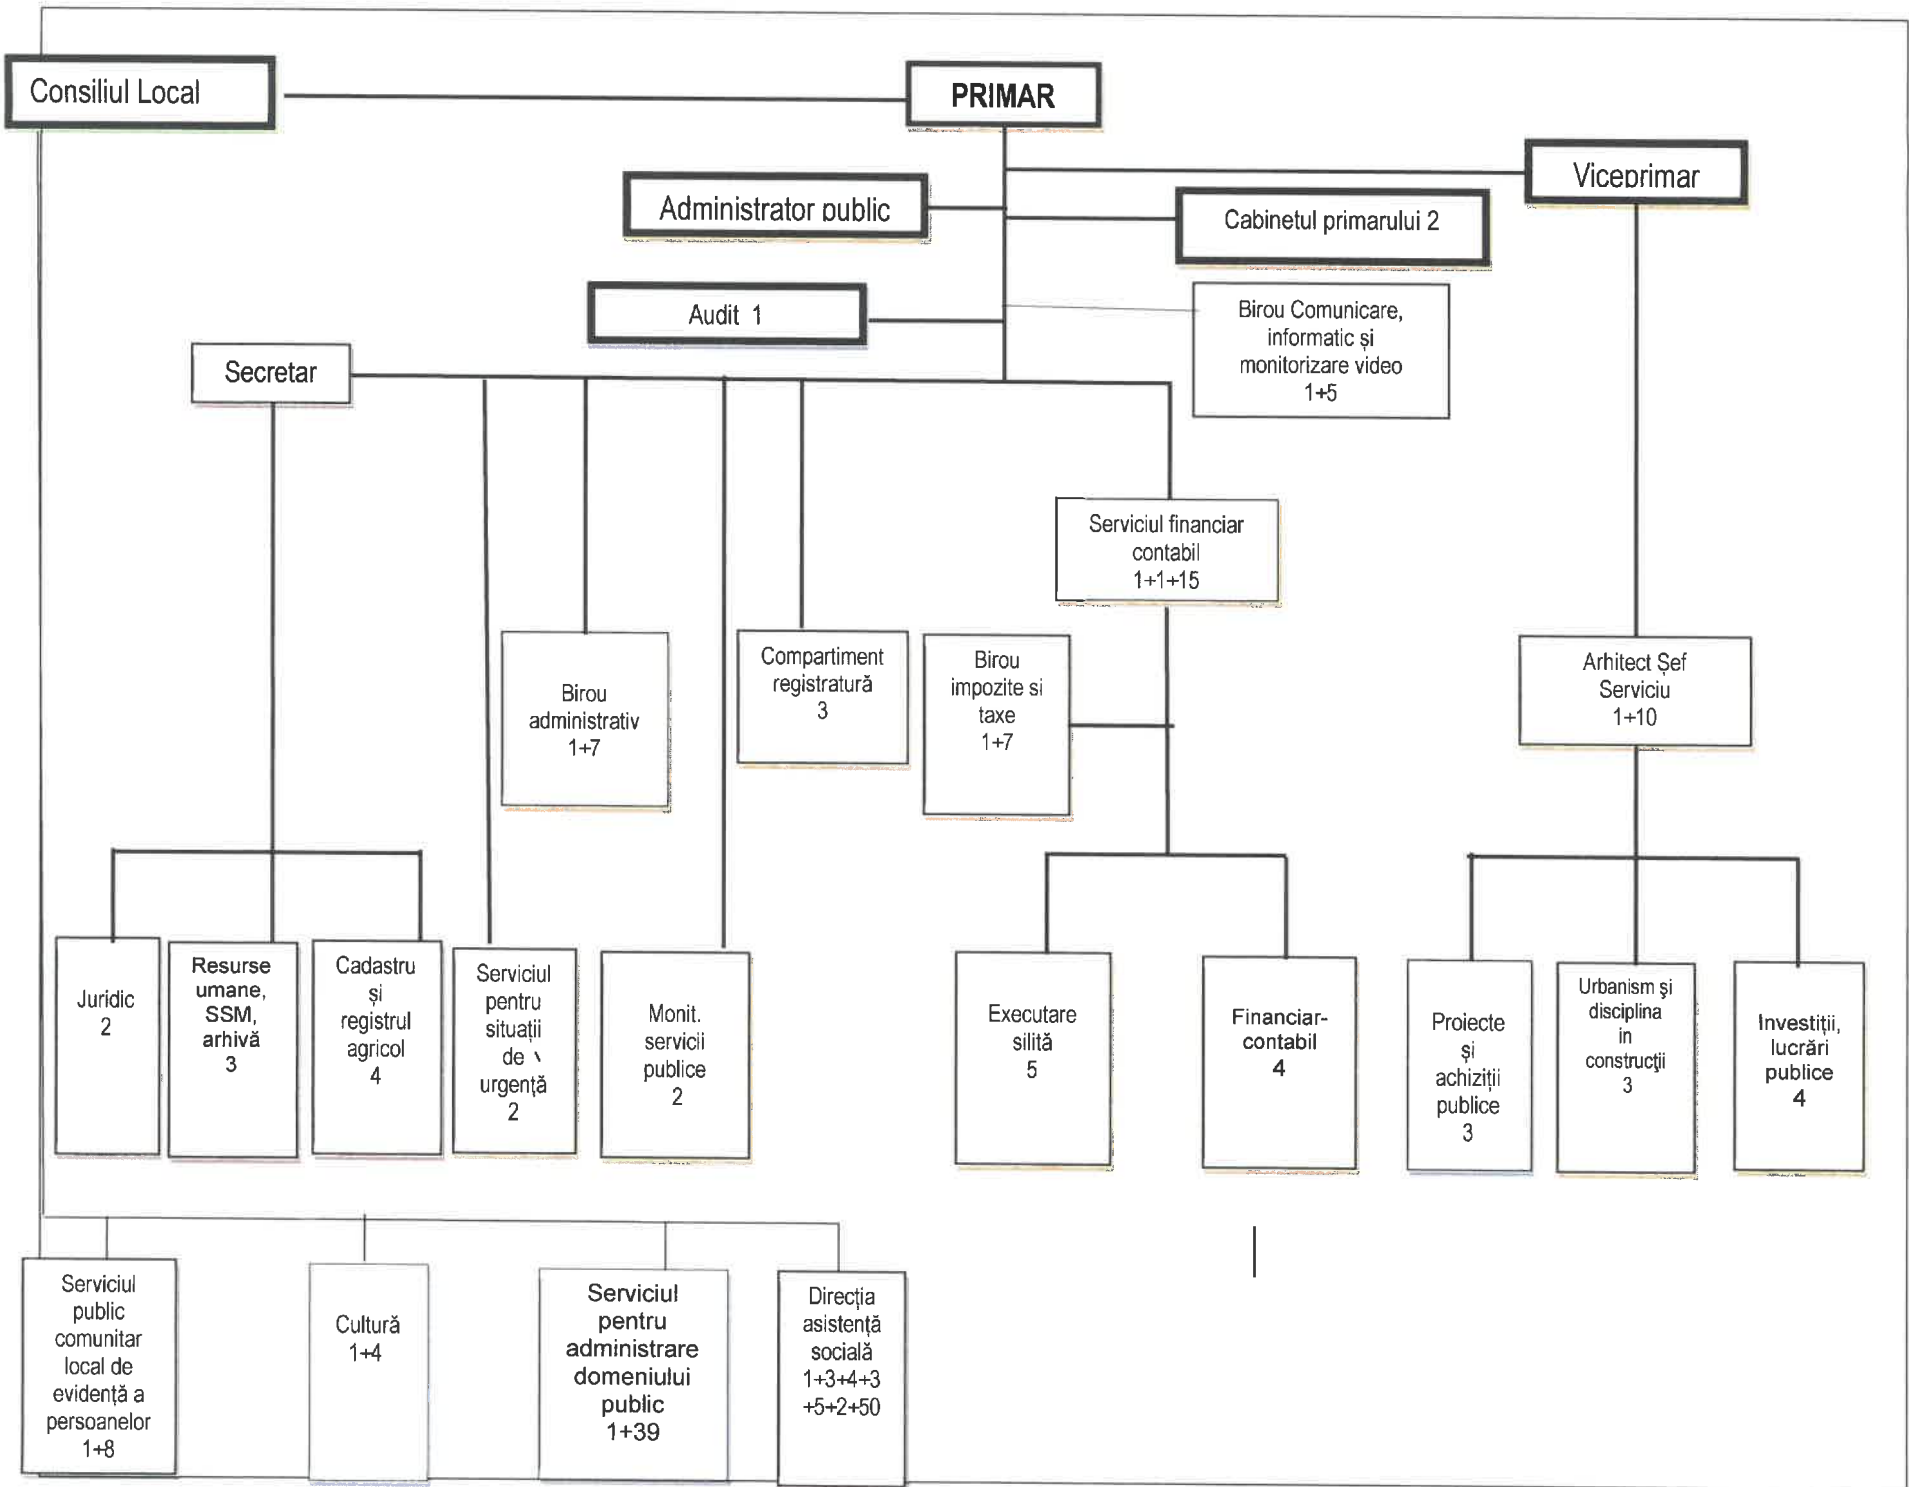 Consiliul Local
PRIMAR
Viceprimar
Administrator public
Cabinetul primarului 2
Audit 1
Birou Comunicare,
informatic și
monitorizare video
1+5
Secretar
Serviciul financiar
contabil
1+1+15
Birou
administrativ
1+7
Compartiment
registratură
3
Birou
impozite si
taxe
1+7
Arhitect Șef
Serviciu
1+10
Juridic
2
Resurse
umane,
SSM,
arhivă
3
Cadastru
și
registrul
agricol
4
Serviciul
pentru
situații
de
urgență
2
Monit.
servicii
publice
2
Executare
silită
5
Financiar-
contabil
4
Proiecte
și
achiziții
publice
3
Urbanism şi
disciplina
in
construcţii
3
Investiții,
lucrări
publice
4
Serviciul
public
comunitar
local de
evidență a
persoanelor
1+8
Cultură
1+4
Serviciul
pentru
administrare
domeniului
public
1+39
Direcția
asistență
socială
1+3+4+3
+5+2+50